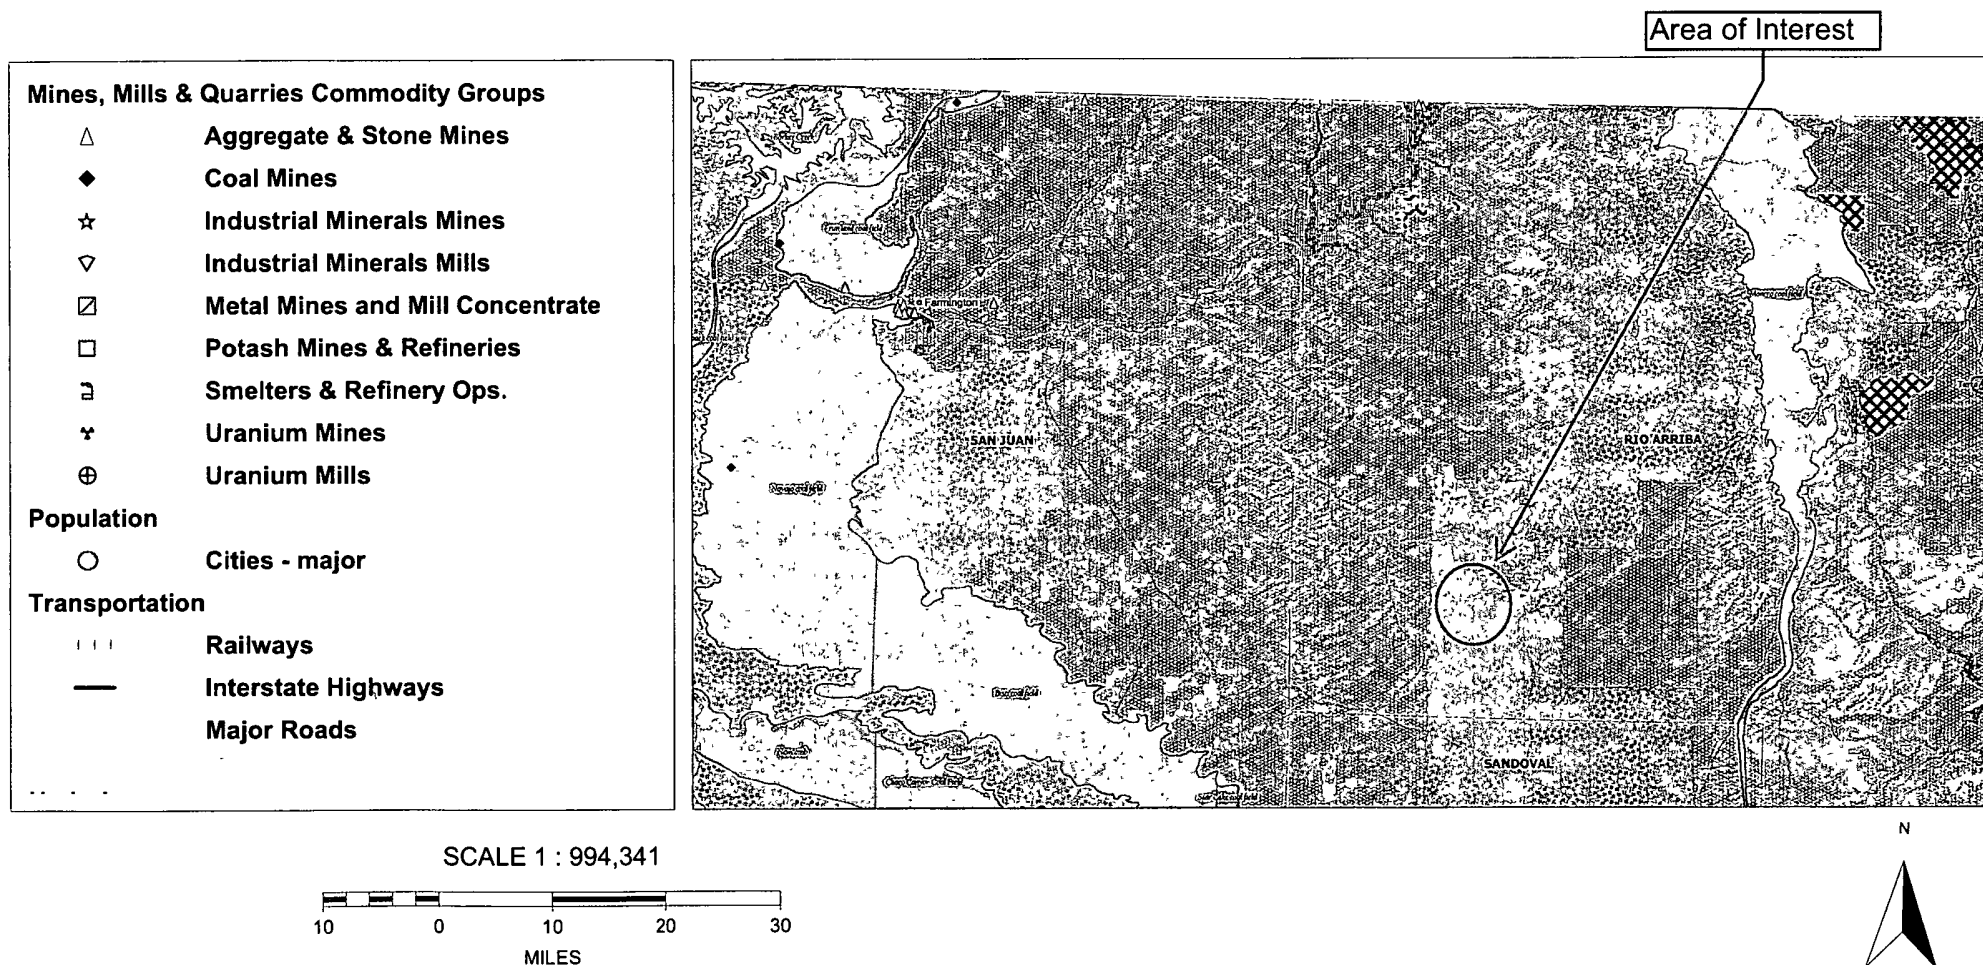 Area of Interest
Mines, Mills & Quarries Commodity Groups
Aggregate & Stone Mines
Coal Mines
Industrial Minerals Mines
Industrial Minerals Mills
Metal Mines and Mill Concentrate
Potash Mines & Refineries
Smelters & Refinery Ops.
Uranium Mines
Uranium Mills
Population
Cities - major
Transportation
Railways
Interstate Highways
Major Roads
Farmington
SAN JUAN
RIO ARRIBA
SANDOVAL
SCALE 1 : 994,341
10 0 10 20 30
MILES
N